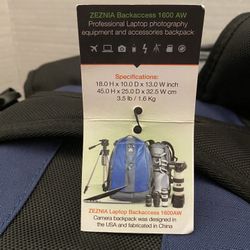 ZEZNIA Backaccess 1600 AW
Professional Laptop photography
equipment and accessories backpack
Specifications:
18.0 H x 10.0 D x 13.0 W inch
45.0 H x 25.0 D x 32.5 W cm
3.5 lb / 1.6 Kg
ZEZNIA Laptop Backaccess 1600AW
Camera backpack was designed in
the USA and fabricated in China